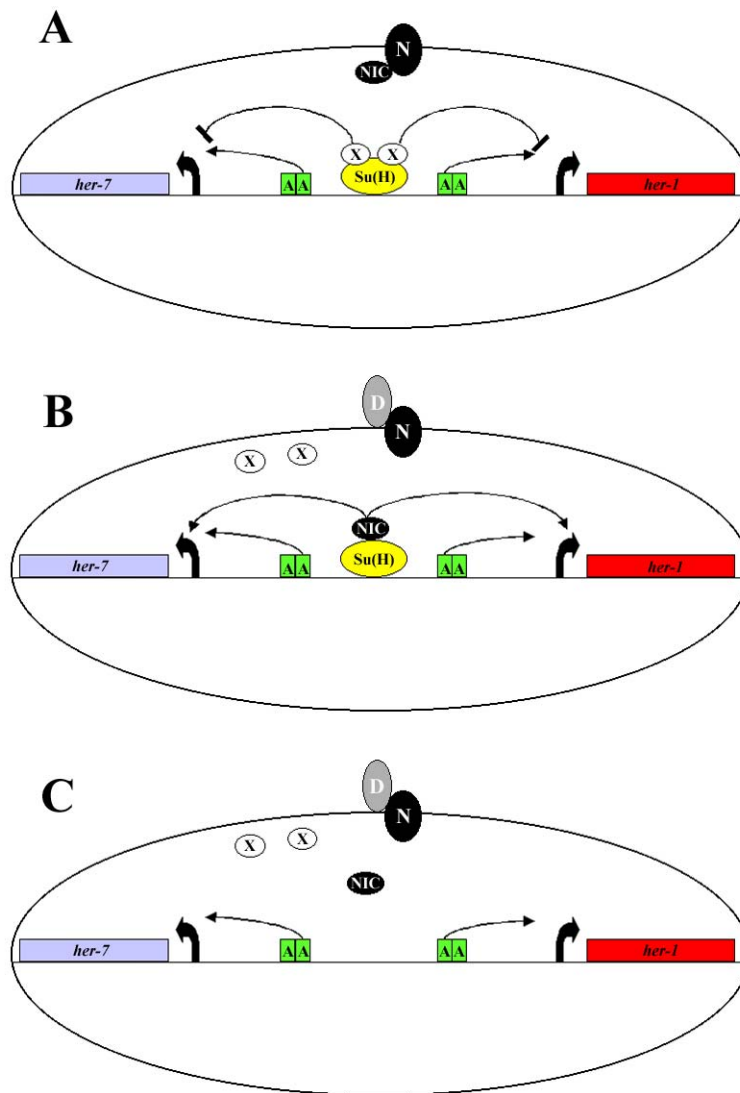 A
N
NIC
X X
her-7 A A Su(H) A A her-1
B
D
N
X X
NIC
her-7 A A Su(H) A A her-1
C
D
N
X X
NIC
her-7 A A A A her-1